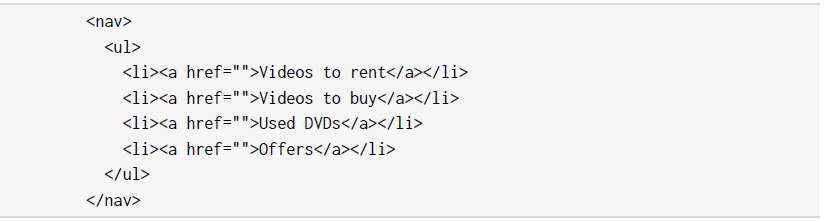 <nav>
<ul>
<li><a href="">Videos to rent</a></li>
<li><a href="">Videos to buy</a></li>
<li><a href="">Used DVDs</a></li>
<li><a href="">Offers</a></li>
</ul>
</nav>